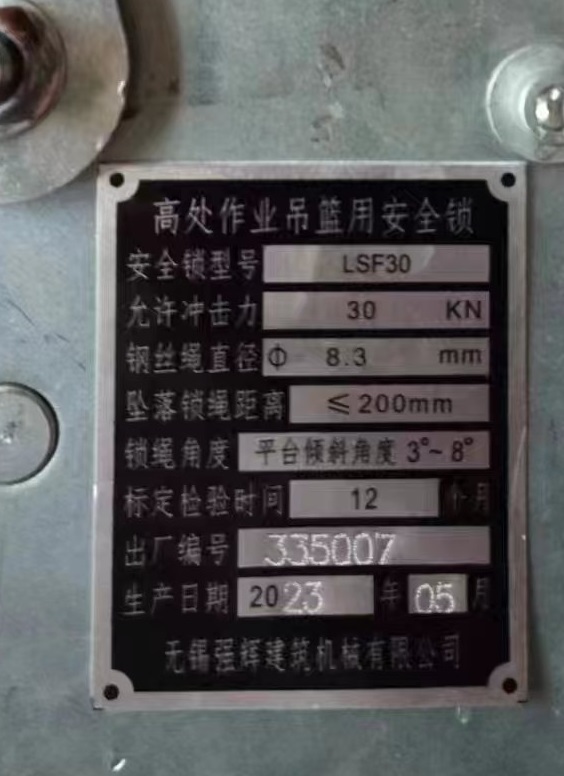 高处作业吊篮用安全锁
安全锁型号 LSF30
允许冲击力 30 KN
钢丝绳直径 Φ 8.3 mm
坠落锁绳距离 ≤200mm
锁绳角度 平台倾斜角度 3°~8°
标定检验时间 12 个月
出厂编号 335007
生产日期 2023 年 05 月
无锡强辉建筑机械有限公司